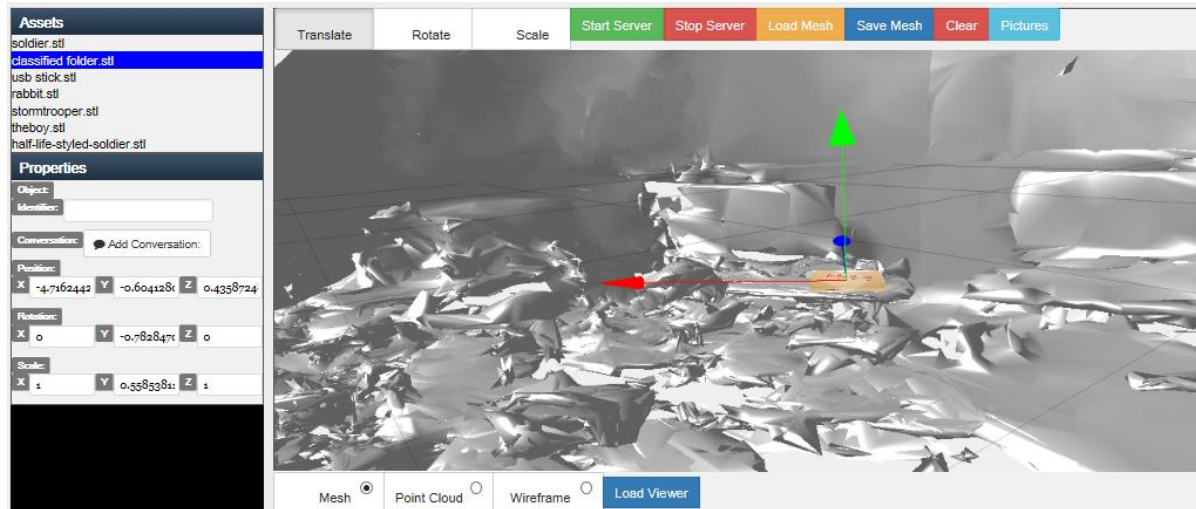 Assets
soldier.stl
classified folder.stl
usb stick.stl
rabbit.stl
stormtrooper.stl
theboy.stl
half-life-styled-soldier.stl
Properties
Object:
Identifier:
Conversation: Add Conversation:
Position:
X -4.7162442 Y -0.604128 Z 0.4358724
Rotation:
X 0 Y -0.782847 Z 0
Scale:
X 1 Y 0.5585381 Z 1
Translate Rotate Scale Start Server Stop Server Load Mesh Save Mesh Clear Pictures
Mesh Point Cloud Wireframe Load Viewer